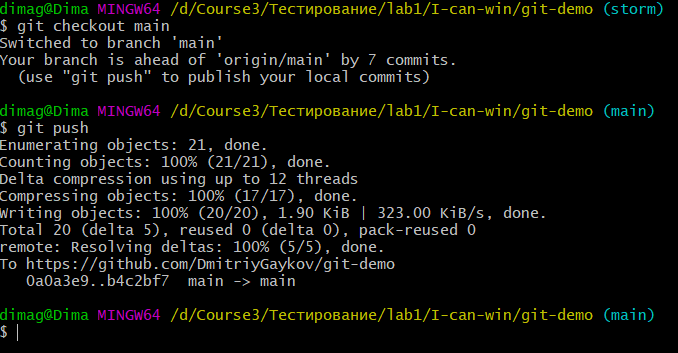 dimag@Dima MINGW64 /d/Course3/Тестирование/lab1/I-can-win/git-demo (storm)
$ git checkout main
Switched to branch 'main'
Your branch is ahead of 'origin/main' by 7 commits.
  (use "git push" to publish your local commits)

dimag@Dima MINGW64 /d/Course3/Тестирование/lab1/I-can-win/git-demo (main)
$ git push
Enumerating objects: 21, done.
Counting objects: 100% (21/21), done.
Delta compression using up to 12 threads
Compressing objects: 100% (17/17), done.
Writing objects: 100% (20/20), 1.90 KiB | 323.00 KiB/s, done.
Total 20 (delta 5), reused 0 (delta 0), pack-reused 0
remote: Resolving deltas: 100% (5/5), done.
To https://github.com/DmitriyGaykov/git-demo
   0a0a3e9..b4c2bf7  main -> main

dimag@Dima MINGW64 /d/Course3/Тестирование/lab1/I-can-win/git-demo (main)
$